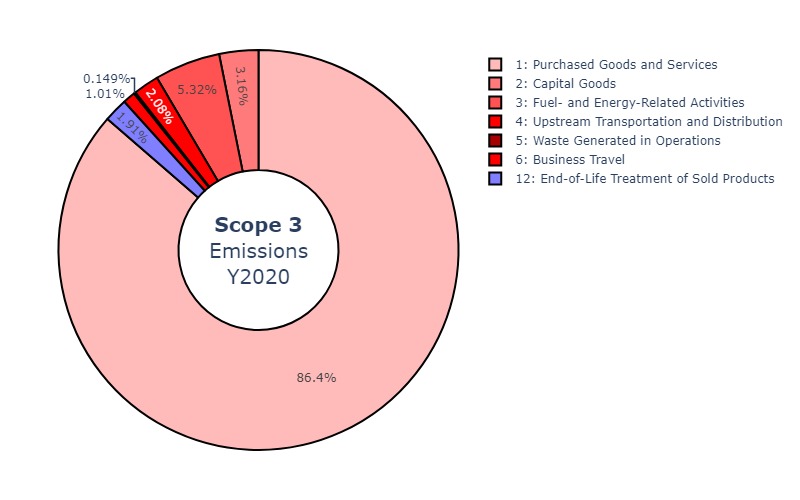 0.149%
1.01%
1.91%
2.08%
5.32%
3.16%
86.4%
Scope 3
Emissions
Y2020
1: Purchased Goods and Services
2: Capital Goods
3: Fuel- and Energy-Related Activities
4: Upstream Transportation and Distribution
5: Waste Generated in Operations
6: Business Travel
12: End-of-Life Treatment of Sold Products